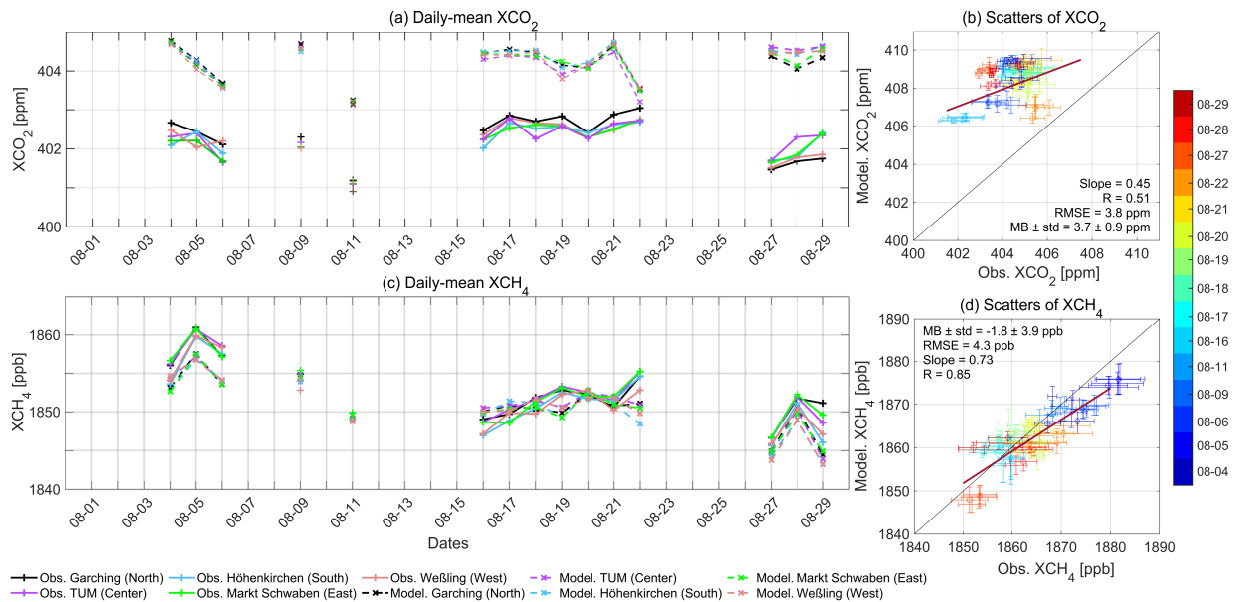 (a) Daily-mean XCO2
XCO2 [ppm]
404
402
400
08-01
08-03
08-05
08-07
08-09
08-11
08-13
08-15
08-17
08-19
08-21
08-23
08-25
08-27
08-29
(b) Scatters of XCO2
Model. XCO2 [ppm]
410
408
406
404
402
400
Slope = 0.45
R = 0.51
RMSE = 3.8 ppm
MB ± std = 3.7 ± 0.9 ppm
400
402
404
406
408
410
Obs. XCO2 [ppm]
(c) Daily-mean XCH4
XCH4 [ppb]
1860
1850
1840
08-01
08-03
08-05
08-07
08-09
08-11
08-13
08-15
08-17
08-19
08-21
08-23
08-25
08-27
08-29
Dates
(d) Scatters of XCH4
Model. XCH4 [ppb]
1890
1880
1870
1860
1850
1840
MB ± std = -1.8 ± 3.9 ppb
RMSE = 4.3 ppb
Slope = 0.73
R = 0.85
1840
1850
1860
1870
1880
1890
Obs. XCH4 [ppb]
08-29
08-28
08-27
08-22
08-21
08-20
08-19
08-18
08-17
08-16
08-11
08-09
08-06
08-05
08-04
Obs. Garching (North)
Obs. Höhenkirchen (South)
Obs. Weßling (West)
Model. TUM (Center)
Model. Markt Schwaben (East)
Obs. TUM (Center)
Obs. Markt Schwaben (East)
Model. Garching (North)
Model. Höhenkirchen (South)
Model. Weßling (West)